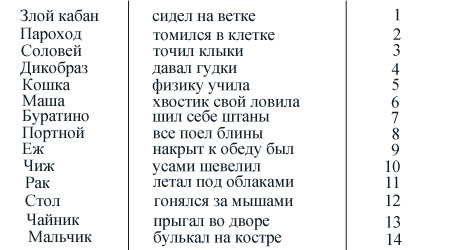 Злой кабан сидел на ветке 1
Пароход томился в клетке 2
Соловей точил клыки 3
Дикобраз давал гудки 4
Кошка физику учила 5
Маша хвостик свой ловила 6
Буратино шил себе штаны 7
Портной все поел блины 8
Еж накрыт к обеду был 9
Чиж усами шевелил 10
Рак летал под облаками 11
Стол гонялся за мышами 12
Чайник прыгал во дворе 13
Мальчик булькал на костре 14